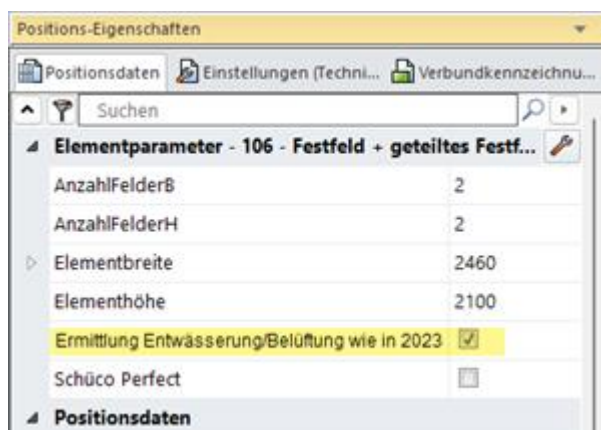 Positions-Eigenschaften
Positionsdaten Einstellungen (Techni... Verbundkennzeichnu...
Suchen
Elementparameter - 106 - Festfeld + geteiltes Festf...
AnzahlFelderB 2
AnzahlFelderH 2
Elementbreite 2460
Elementhöhe 2100
Ermittlung Entwässerung/Belüftung wie in 2023
Schüco Perfect
Positionsdaten